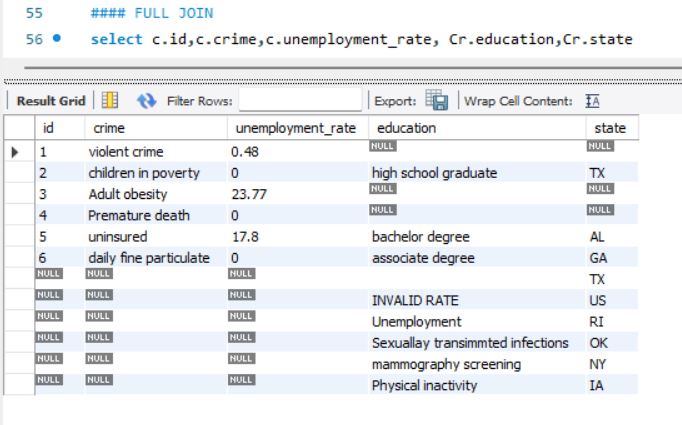 55 #### FULL JOIN
56 select c.id,c.crime,c.unemployment_rate, Cr.education,Cr.state
Result Grid Filter Rows: Export: Wrap Cell Content: IA
id crime unemployment_rate education state
1 violent crime 0.48 NULL NULL
2 children in poverty 0 high school graduate TX
3 Adult obesity 23.77 NULL NULL
4 Premature death 0 NULL NULL
5 uninsured 17.8 bachelor degree AL
6 daily fine particulate 0 associate degree GA
NULL NULL NULL TX
NULL NULL NULL INVALID RATE US
NULL NULL NULL Unemployment RI
NULL NULL NULL Sexuallay transimmted infections OK
NULL NULL NULL mammography screening NY
NULL NULL NULL Physical inactivity IA